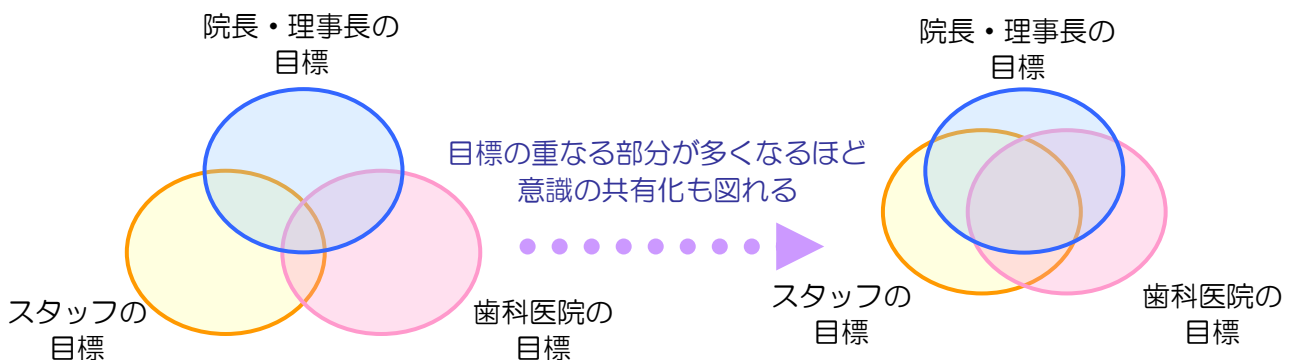 院長・理事長の
目標
スタッフの
目標
歯科医院の
目標
目標の重なる部分が多くなるほど
意識の共有化も図れる
院長・理事長の
目標
スタッフの
目標
歯科医院の
目標